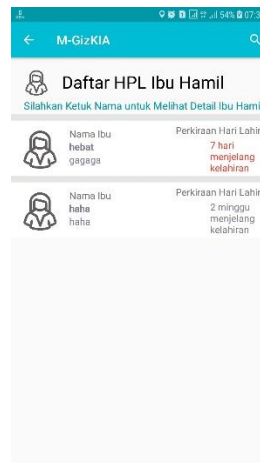 54% 07:3
M-GizKIA
Daftar HPL Ibu Hamil
Silahkan Ketuk Nama untuk Melihat Detail Ibu Hami
Nama Ibu
hebat
gagaga
Perkiraan Hari Lahir
7 hari
menjelang
kelahiran
Nama Ibu
haha
haha
Perkiraan Hari Lahir
2 minggu
menjelang
kelahiran